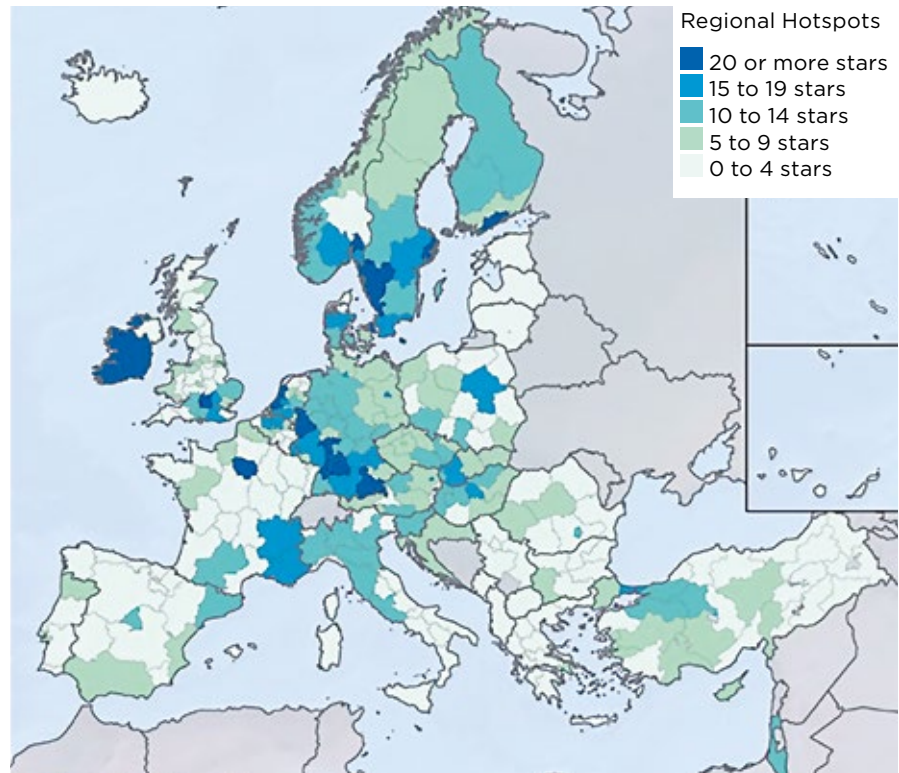 Regional Hotspots
20 or more stars
15 to 19 stars
10 to 14 stars
5 to 9 stars
0 to 4 stars